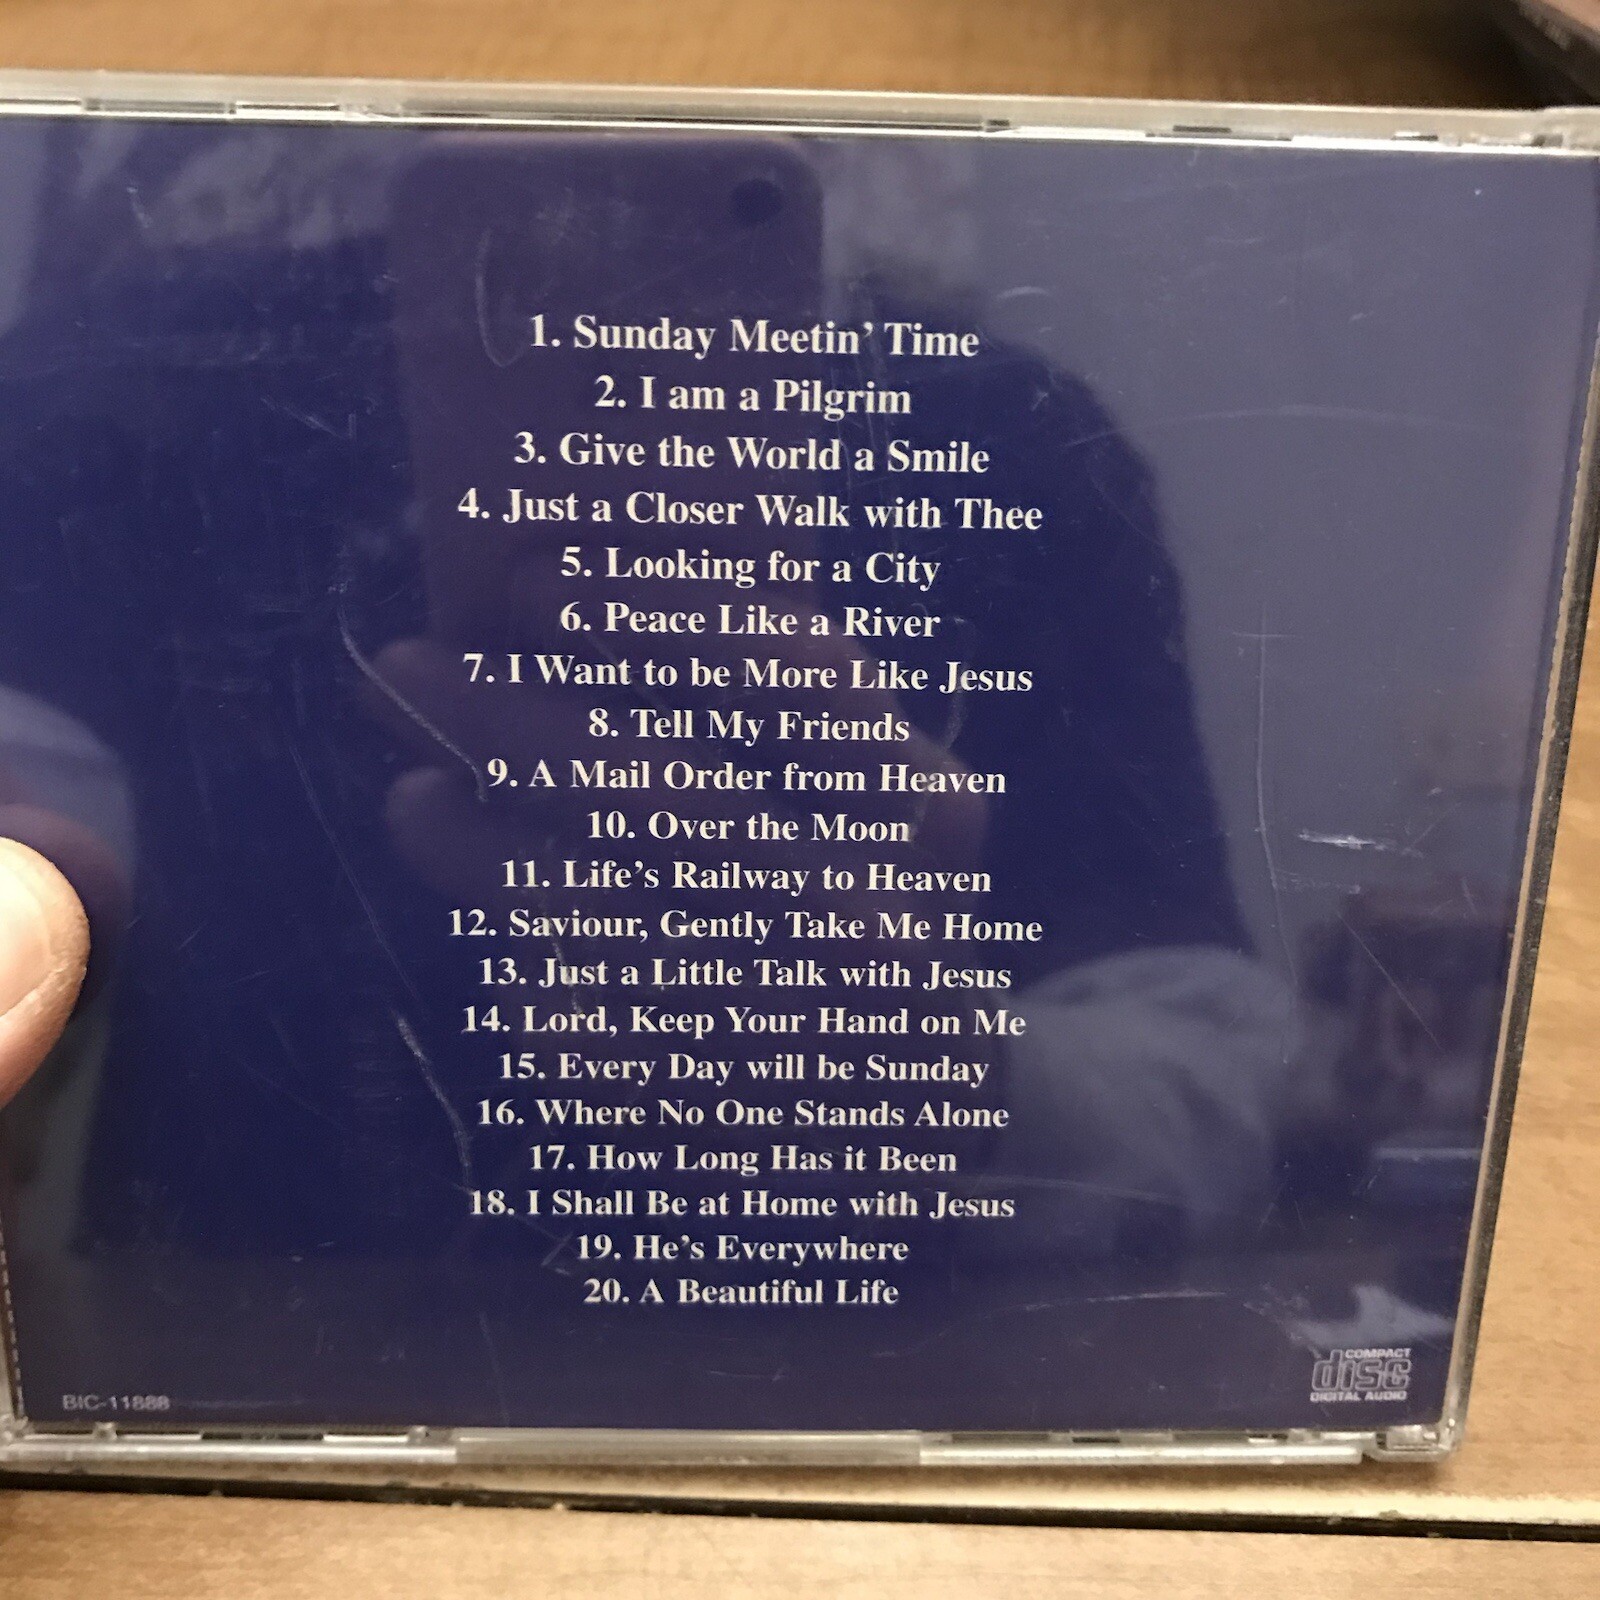 1. Sunday Meetin’ Time
2. I am a Pilgrim
3. Give the World a Smile
4. Just a Closer Walk with Thee
5. Looking for a City
6. Peace Like a River
7. I Want to be More Like Jesus
8. Tell My Friends
9. A Mail Order from Heaven
10. Over the Moon
11. Life’s Railway to Heaven
12. Saviour, Gently Take Me Home
13. Just a Little Talk with Jesus
14. Lord, Keep Your Hand on Me
15. Every Day will be Sunday
16. Where No One Stands Alone
17. How Long Has it Been
18. I Shall Be at Home with Jesus
19. He’s Everywhere
20. A Beautiful Life
BIC-11888
COMPACT
disc
DIGITAL AUDIO